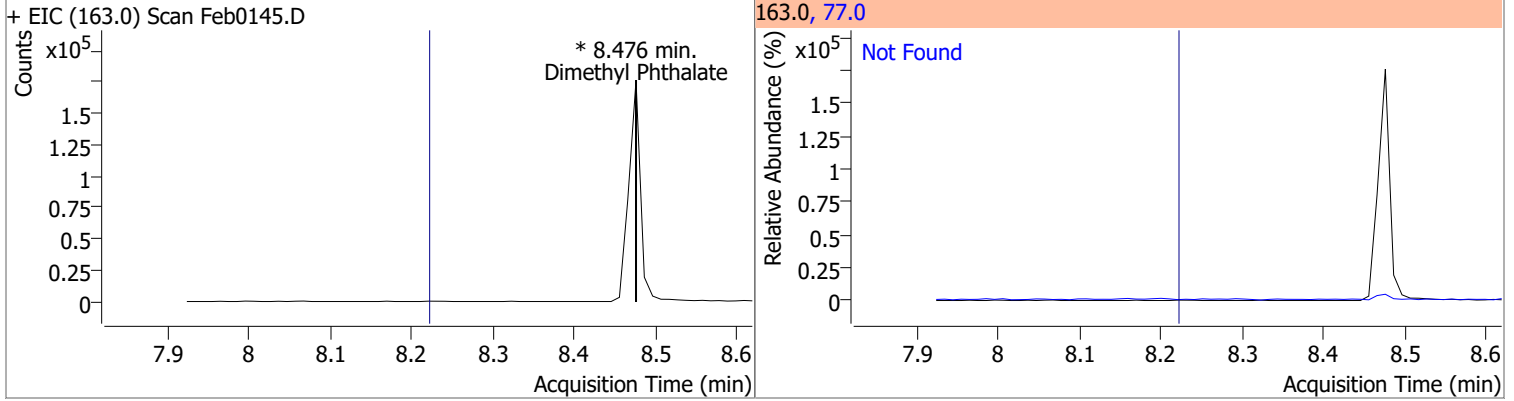 + EIC (163.0) Scan Feb0145.D
Counts
x10⁵
* 8.476 min.
Dimethyl Phthalate
1.5
1.25
1
0.75
0.5
0.25
0
7.9 8 8.1 8.2 8.3 8.4 8.5 8.6
Acquisition Time (min)
163.0, 77.0
Relative Abundance (%)
x10⁵
Not Found
1.5
1.25
1
0.75
0.5
0.25
0
7.9 8 8.1 8.2 8.3 8.4 8.5 8.6
Acquisition Time (min)